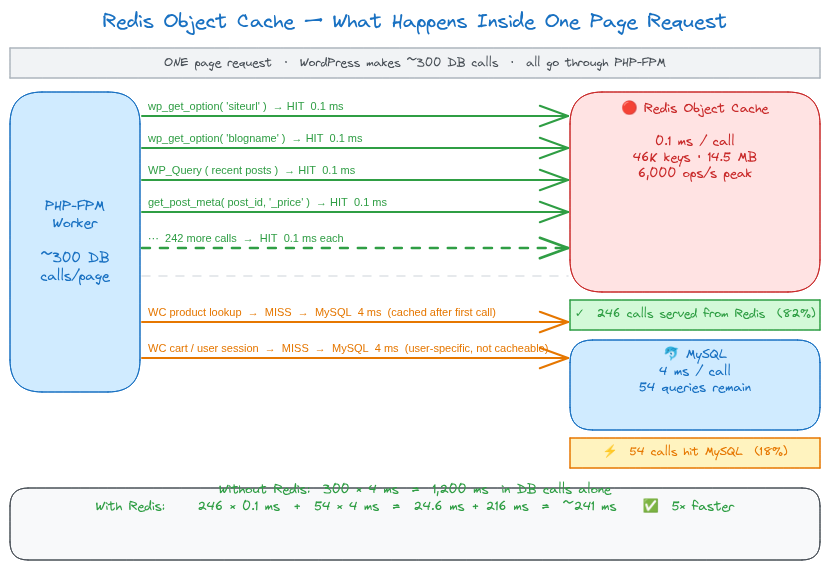 Redis Object Cache — What Happens Inside One Page Request
ONE page request · WordPress makes ~300 DB calls · all go through PHP-FPM
wp_get_option( 'siteurl' ) → HIT 0.1 ms
wp_get_option( 'blogname' ) → HIT 0.1 ms
WP_Query ( recent posts ) → HIT 0.1 ms
get_post_meta( post_id, '_price' ) → HIT 0.1 ms
··· 242 more calls → HIT 0.1 ms each
WC product lookup → MISS → MySQL 4 ms (cached after first call)
WC cart / user session → MISS → MySQL 4 ms (user-specific, not cacheable)
PHP-FPM
Worker
~300 DB
calls/page
🔴 Redis Object Cache
0.1 ms / call
46K keys · 14.5 MB
6,000 ops/s peak
✓ 246 calls served from Redis (82%)
🐬 MySQL
4 ms / call
54 queries remain
⚡ 54 calls hit MySQL (18%)
Without Redis: 300 × 4 ms = 1,200 ms in DB calls alone
With Redis: 246 × 0.1 ms + 54 × 4 ms = 24.6 ms + 216 ms = ~241 ms ✅ 5× faster